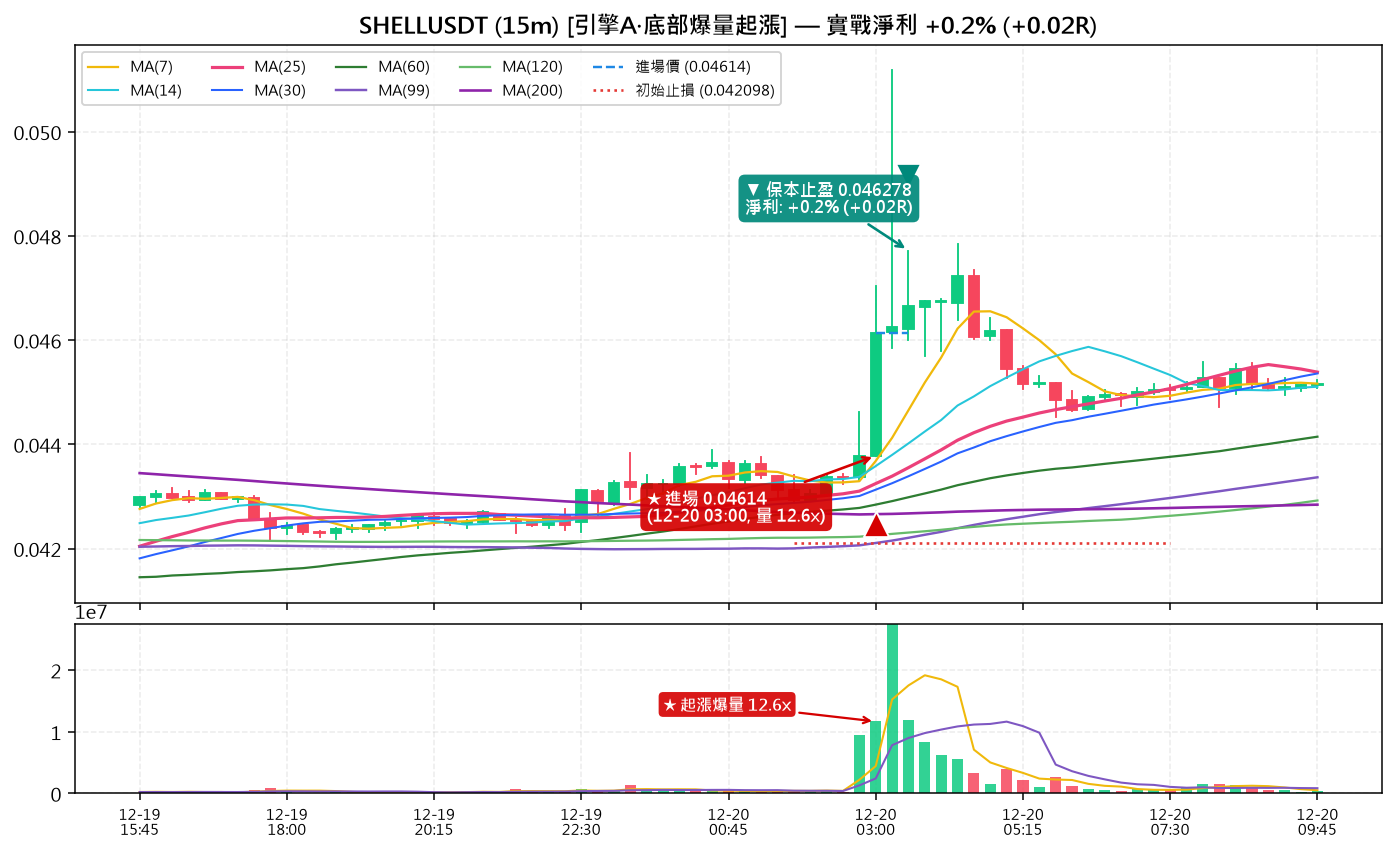 SHELLUSDT (15m) [引擎A·底部爆量起漲] — 實戰淨利 +0.2% (+0.02R)
MA(7) MA(25) MA(60) MA(120) 進場價 (0.04614)
MA(14) MA(30) MA(99) MA(200) 初始止損 (0.042098)
0.050
0.048
0.046
0.044
0.042
▼ 保本止盈 0.046278
淨利: +0.2% (+0.02R)
★ 進場 0.04614
(12-20 03:00, 量 12.6x)
1e7
2
1
0
★ 起漲爆量 12.6x
12-19 12-19 12-19 12-19 12-20 12-20 12-20 12-20 12-20
15:45 18:00 20:15 22:30 00:45 03:00 05:15 07:30 09:45